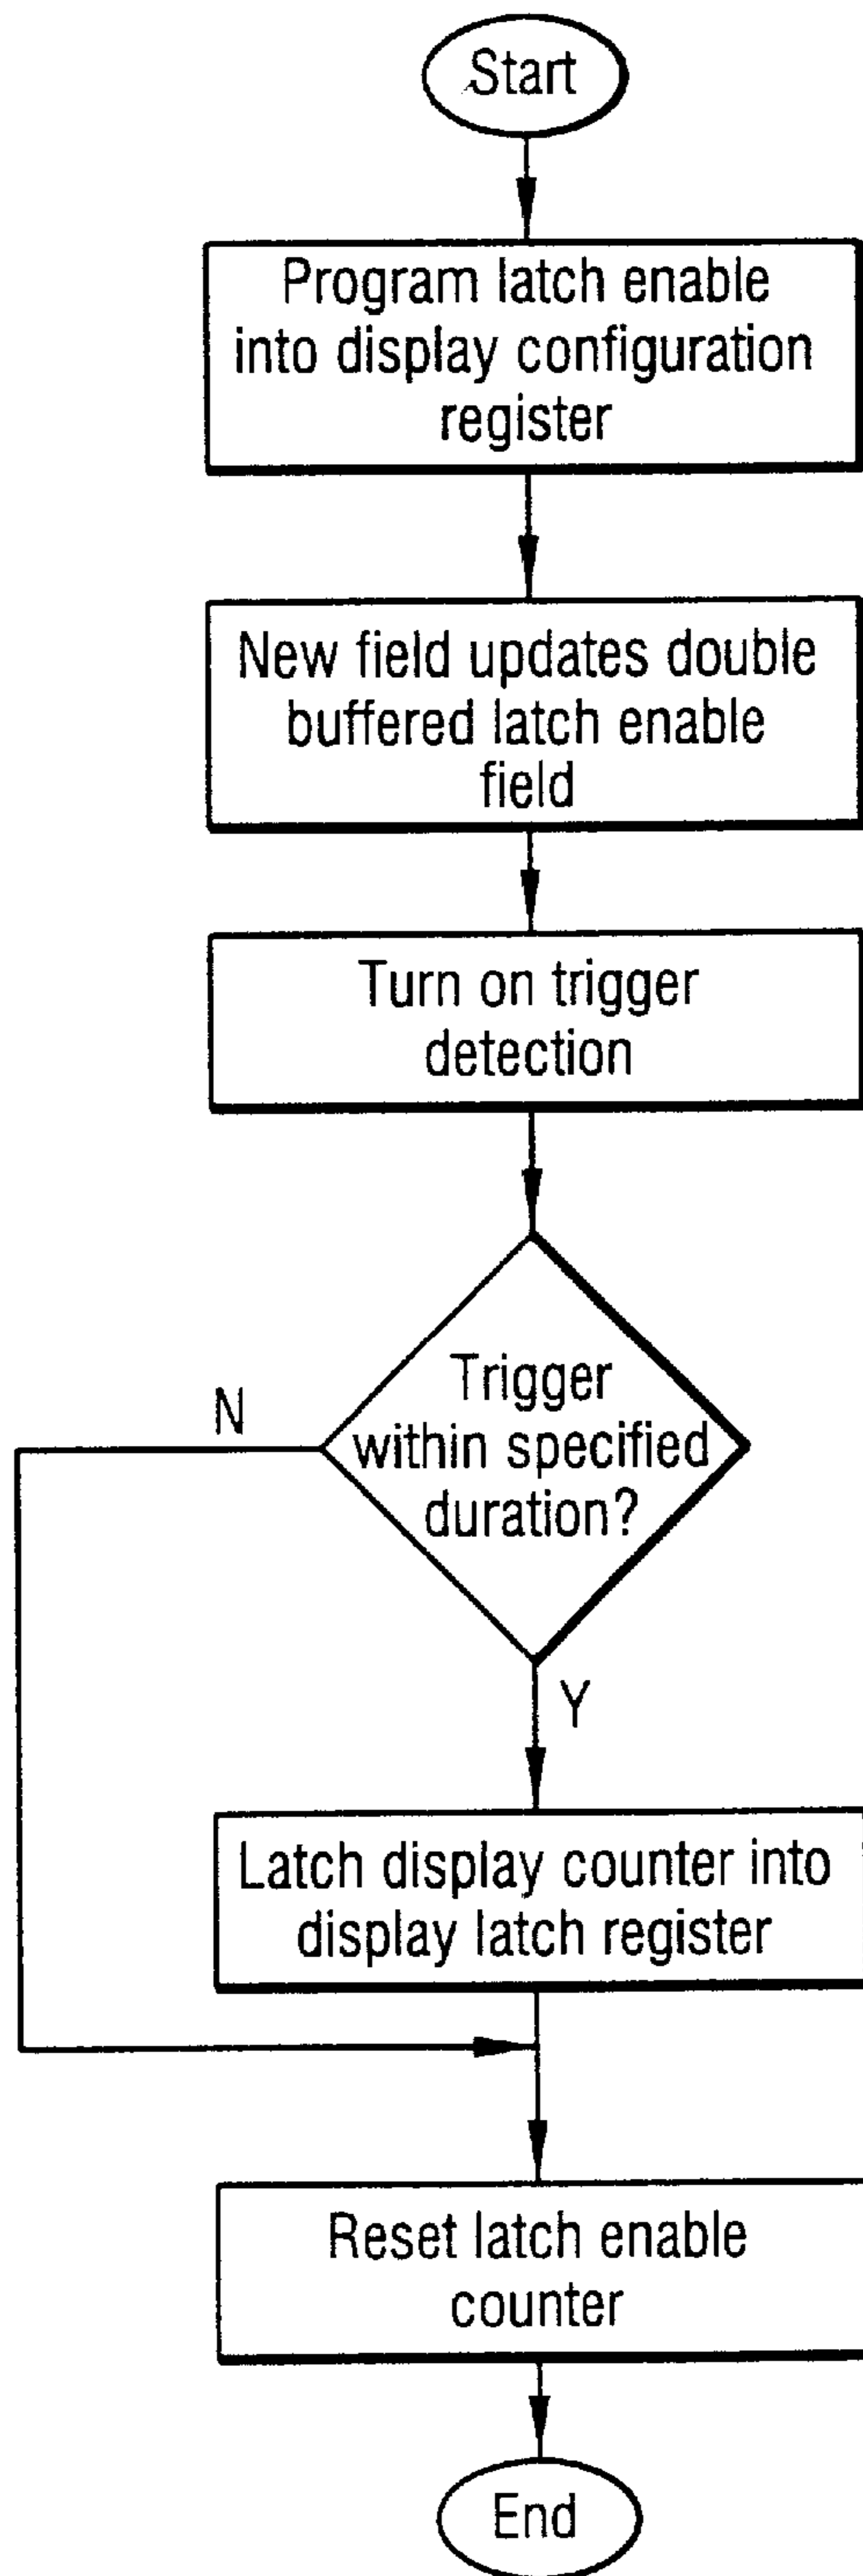 Start
Program latch enable
into display configuration
register
New field updates double
buffered latch enable
field
Turn on trigger
detection
Trigger
within specified
duration?
N
Y
Latch display counter into
display latch register
Reset latch enable
counter
End